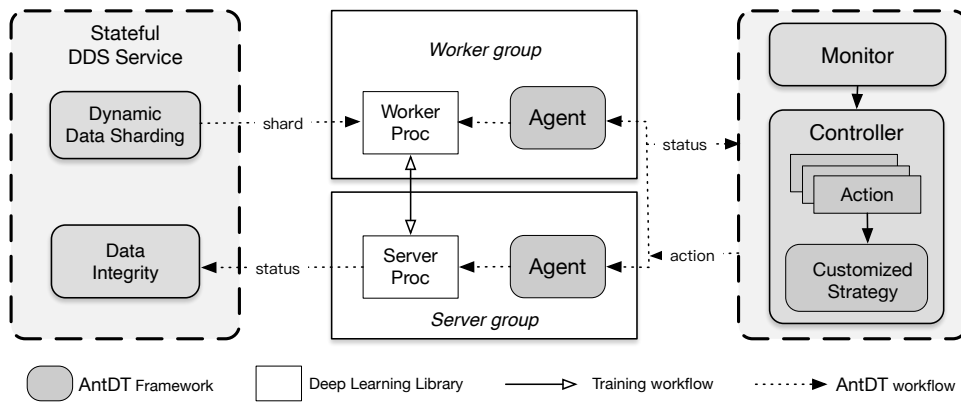 Stateful
DDS Service
Dynamic
Data Sharding
shard
Data
Integrity
status
Worker group
Worker
Proc
Agent
Server
Proc
Agent
Server group
status
action
Monitor
Controller
Action
Customized
Strategy
AntDT Framework
Deep Learning Library
Training workflow
AntDT workflow